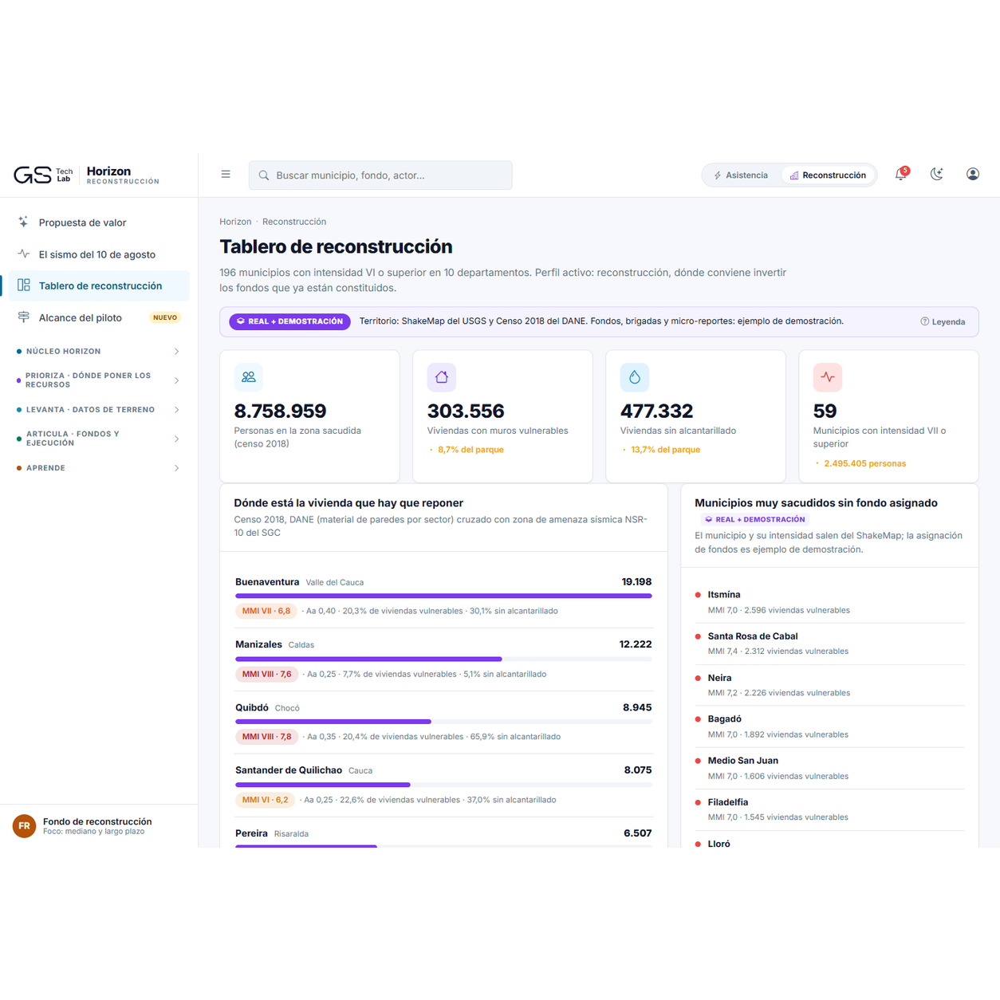 GS Tech Lab
Horizon
RECONSTRUCCIÓN
Buscar municipio, fondo, actor...
Asistencia
Reconstrucción
5
Propuesta de valor
El sismo del 10 de agosto
Tablero de reconstrucción
Alcance del piloto NUEVO
NÚCLEO HORIZON
PRIORIZA · DÓNDE PONER LOS
RECURSOS
LEVANTA · DATOS DE TERRENO
ARTICULA · FONDOS Y
EJECUCIÓN
APRENDE
FR
Fondo de reconstrucción
Foco: mediano y largo plazo
Horizon · Reconstrucción
Tablero de reconstrucción
196 municipios con intensidad VI o superior en 10 departamentos. Perfil activo: reconstrucción, dónde conviene invertir
los fondos que ya están constituidos.
REAL + DEMOSTRACIÓN Territorio: ShakeMap del USGS y Censo 2018 del DANE. Fondos, brigadas y micro-reportes: ejemplo de demostración. Leyenda
8.758.959
Personas en la zona sacudida
(censo 2018)
303.556
Viviendas con muros vulnerables
· 8,7% del parque
477.332
Viviendas sin alcantarillado
· 13,7% del parque
59
Municipios con intensidad VII o
superior
· 2.495.405 personas
Dónde está la vivienda que hay que reponer
Censo 2018, DANE (material de paredes por sector) cruzado con zona de amenaza sísmica NSR-
10 del SGC
Buenaventura Valle del Cauca 19.198
MMI VII · 6,8 · Aa 0,40 · 20,3% de viviendas vulnerables · 30,1% sin alcantarillado
Manizales Caldas 12.222
MMI VIII · 7,6 · Aa 0,25 · 7,7% de viviendas vulnerables · 5,1% sin alcantarillado
Quibdó Chocó 8.945
MMI VIII · 7,8 · Aa 0,35 · 20,4% de viviendas vulnerables · 65,9% sin alcantarillado
Santander de Quilichao Cauca 8.075
MMI VI · 6,2 · Aa 0,25 · 22,6% de viviendas vulnerables · 37,0% sin alcantarillado
Pereira Risaralda 6.507
Municipios muy sacudidos sin fondo asignado
REAL + DEMOSTRACIÓN
El municipio y su intensidad salen del ShakeMap; la asignación
de fondos es ejemplo de demostración.
Itsmína
MMI 7,0 · 2.596 viviendas vulnerables
Santa Rosa de Cabal
MMI 7,4 · 2.312 viviendas vulnerables
Neira
MMI 7,2 · 2.226 viviendas vulnerables
Bagadó
MMI 7,0 · 1.892 viviendas vulnerables
Medio San Juan
MMI 7,0 · 1.606 viviendas vulnerables
Filadelfia
MMI 7,0 · 1.545 viviendas vulnerables
Lloró